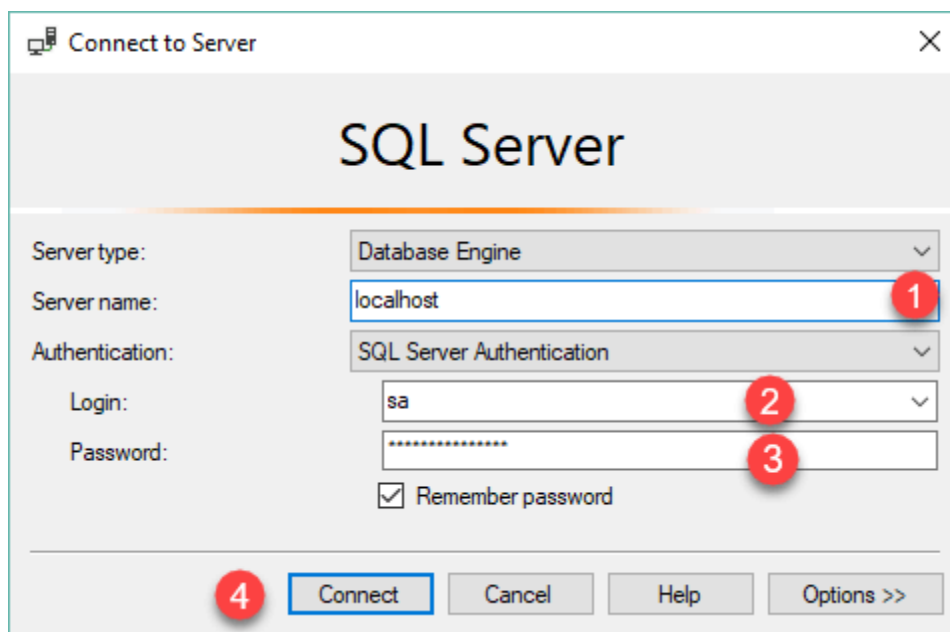 Connect to Server
SQL Server
Server type: Database Engine
Server name: localhost 1
Authentication: SQL Server Authentication
Login: sa 2
Password: *************** 3
Remember password
4 Connect Cancel Help Options >>